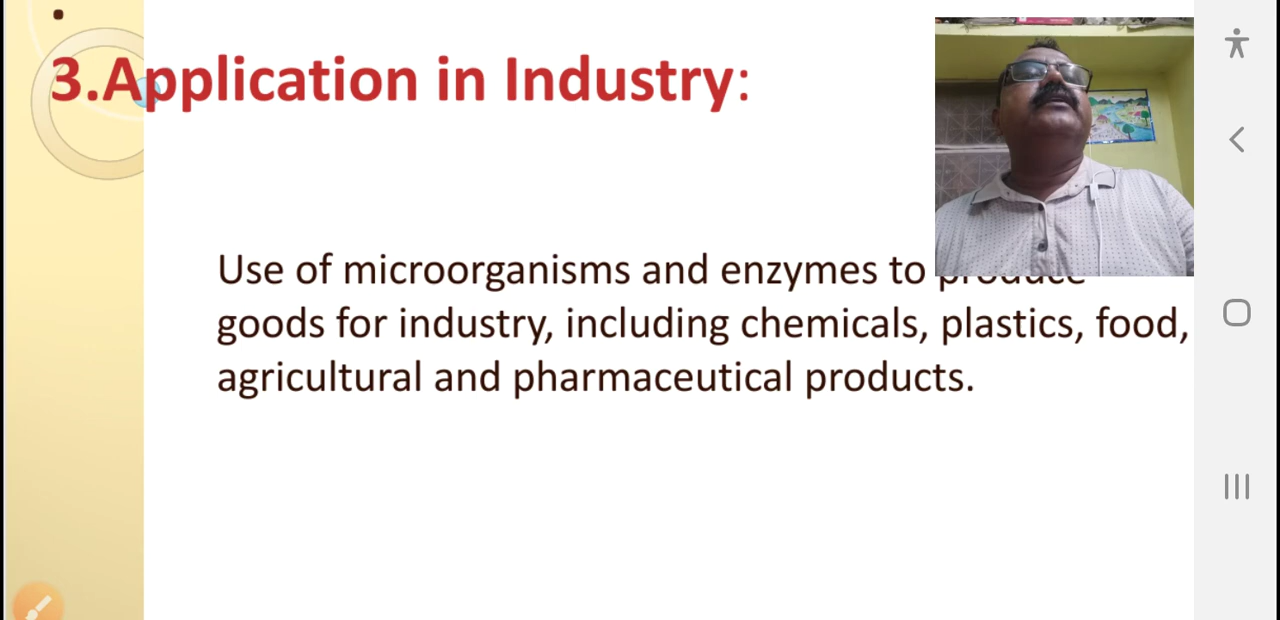 3.Application in Industry:
Use of microorganisms and enzymes to produce
goods for industry, including chemicals, plastics, food,
agricultural and pharmaceutical products.